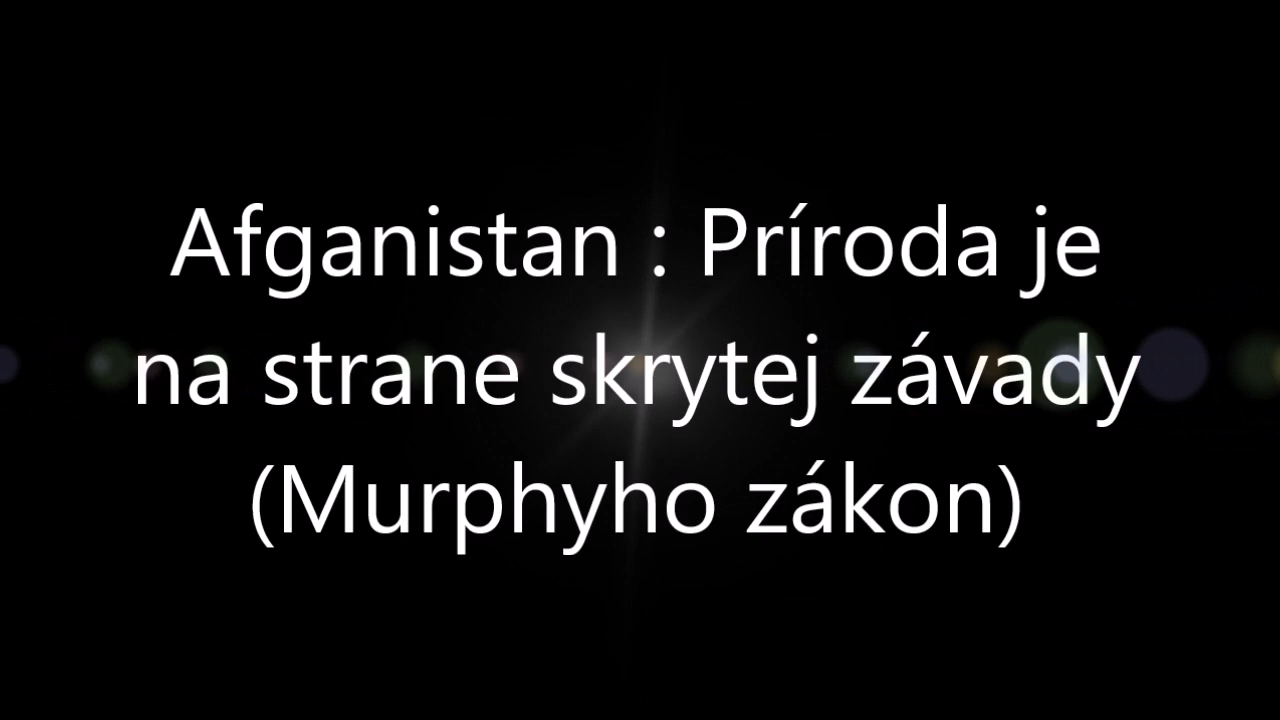 Afganistan : Príroda je
na strane skrytej závady
(Murphyho zákon)